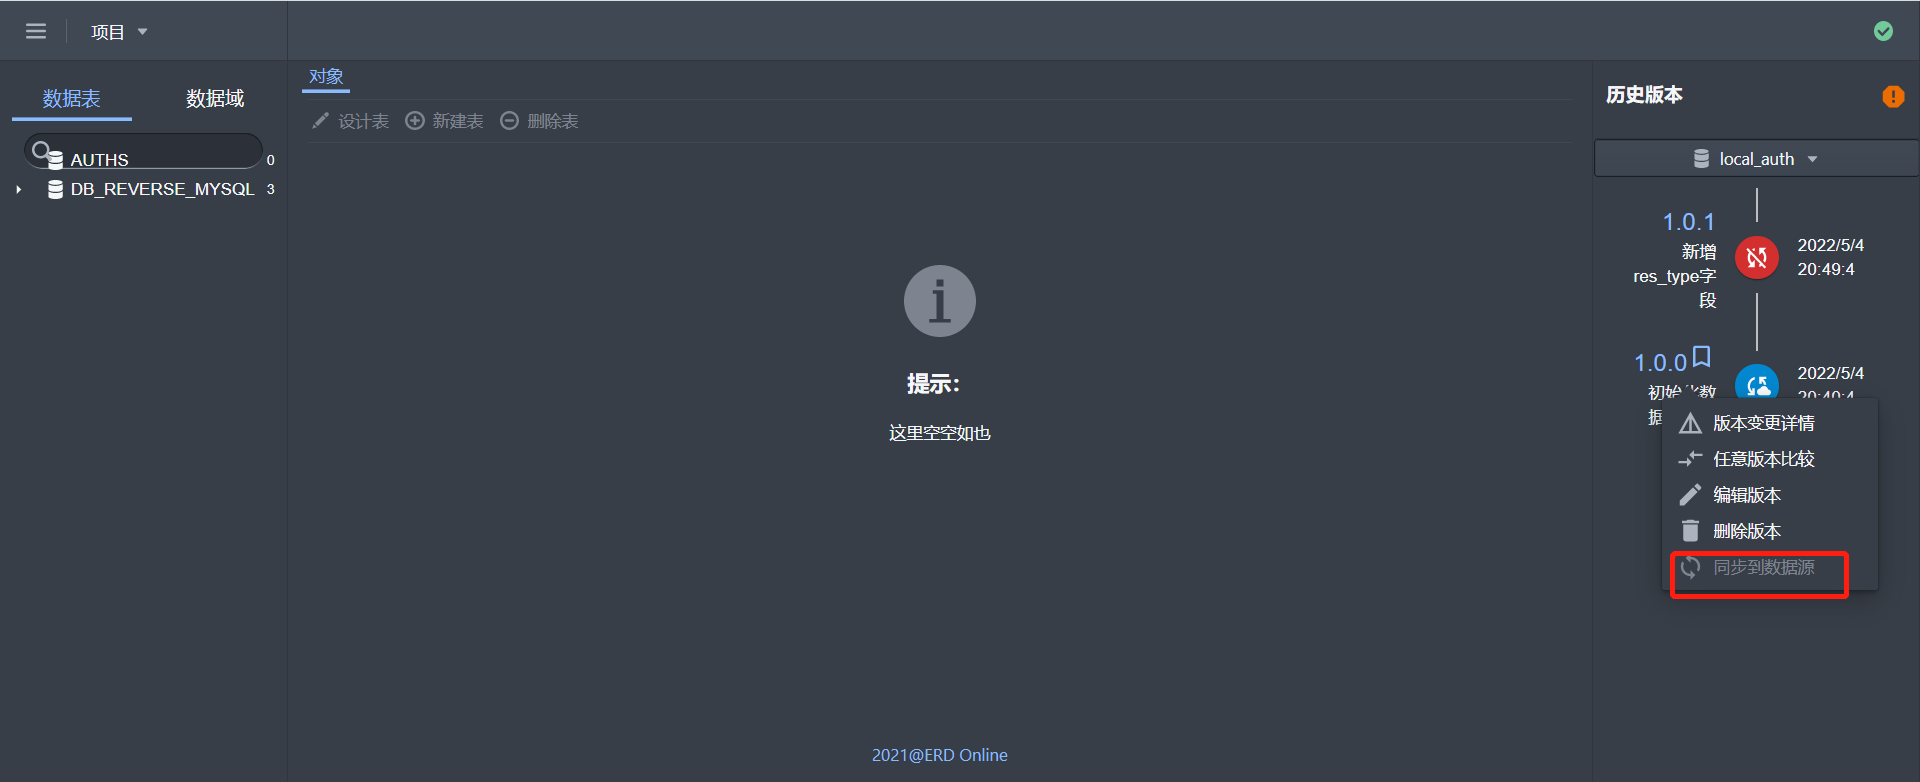 项目
数据表 数据域
AUTHS 0
DB_REVERSE_MYSQL 3
对象
设计表 新建表 删除表
提示：
这里空空如也
2021@ERD Online
历史版本
local_auth
1.0.1
新增
res_type字
段
2022/5/4
20:49:4
1.0.0
初始化数
据
2022/5/4
20:40:4
版本变更详情
任意版本比较
编辑版本
删除版本
同步到数据源